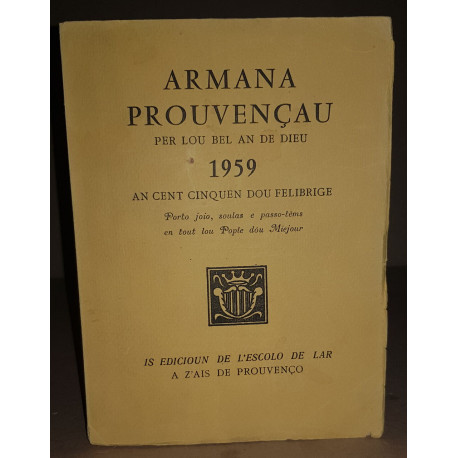 ARMANA
PROUVENÇAU
PER LOU BEL AN DE DIEU
1959
AN CENT CINQUEN DOU FELIBRIGE
Porto joio, soulas e passo-tèms
en tout lou Pople dóu Miejour
IS EDICIOUN DE L'ESCOLO DE LAR
A Z'AIS DE PROUVENÇO